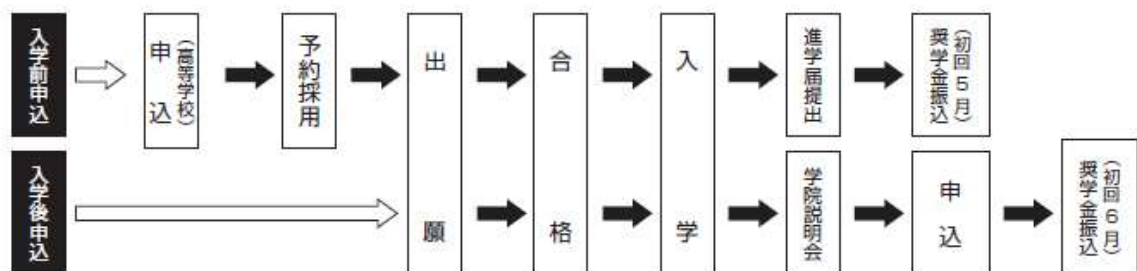 入学前申込
申込
（高等学校）
予約採用
出願
合格
入学
進学届提出
奨学金振込
（初回５月）
入学後申込
学院説明会
申込
奨学金振込
（初回６月）